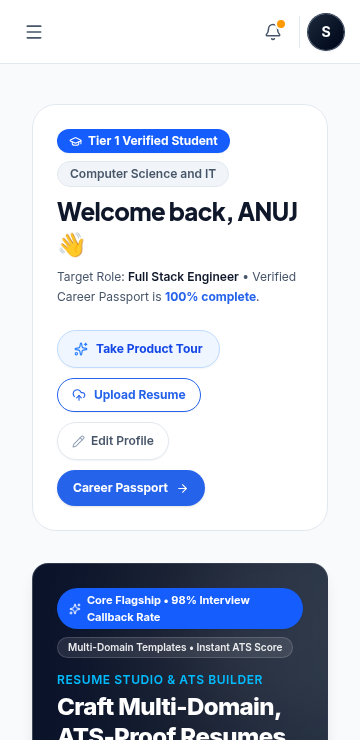 S
Tier 1 Verified Student
Computer Science and IT
Welcome back, ANUJ
👋
Target Role: Full Stack Engineer • Verified
Career Passport is 100% complete.
Take Product Tour
Upload Resume
Edit Profile
Career Passport →
Core Flagship • 98% Interview
Callback Rate
Multi-Domain Templates • Instant ATS Score
RESUME STUDIO & ATS BUILDER
Craft Multi-Domain,
ATS-Proof Resumes